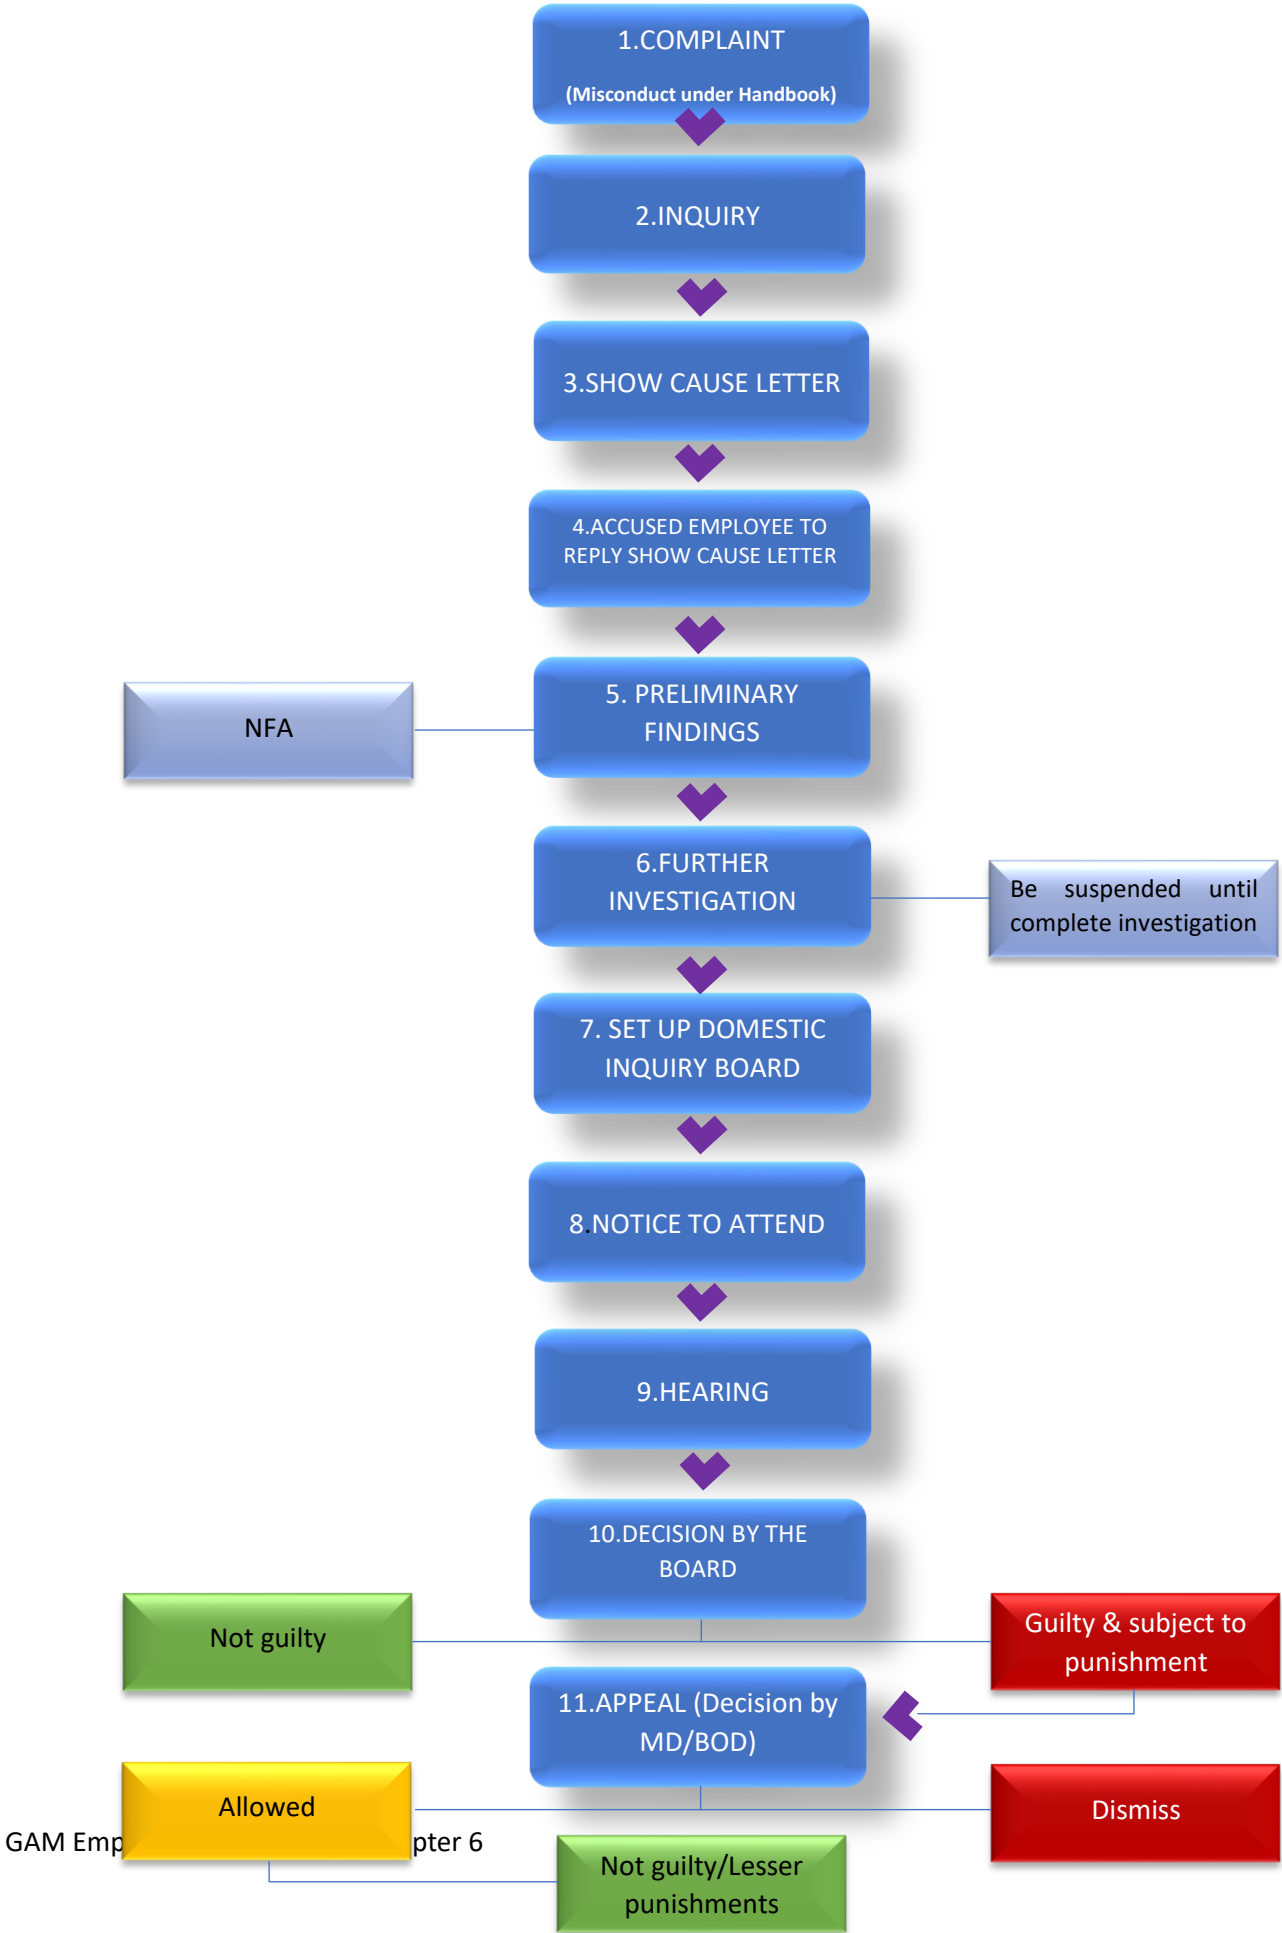 1.COMPLAINT
(Misconduct under Handbook)
2.INQUIRY
3.SHOW CAUSE LETTER
4.ACCUSED EMPLOYEE TO
REPLY SHOW CAUSE LETTER
5. PRELIMINARY
FINDINGS
NFA
6.FURTHER
INVESTIGATION
Be suspended until
complete investigation
7. SET UP DOMESTIC
INQUIRY BOARD
8.NOTICE TO ATTEND
9.HEARING
10.DECISION BY THE
BOARD
Not guilty
Guilty & subject to
punishment
11.APPEAL (Decision by
MD/BOD)
Allowed
Dismiss
GAM 6
Not guilty/Lesser
punishments